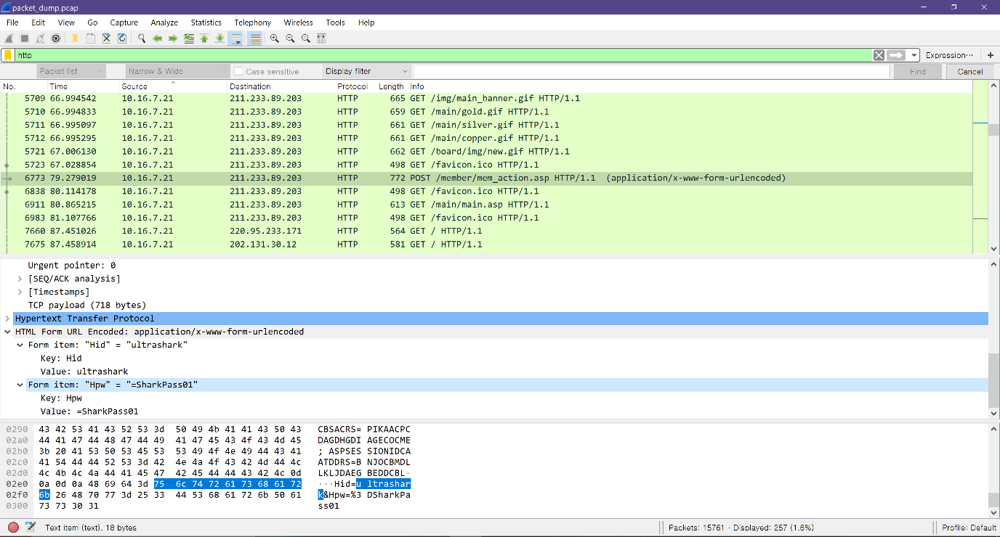 packet_dump.pcap
File Edit View Go Capture Analyze Statistics Telephony Wireless Tools Help
http Expression… +
Packet list Narrow & Wide Case sensitive Display filter Find Cancel
No. Time Source Destination Protocol Length Info
5709 66.994542 10.16.7.21 211.233.89.203 HTTP 665 GET /img/main_banner.gif HTTP/1.1
5710 66.994833 10.16.7.21 211.233.89.203 HTTP 659 GET /main/gold.gif HTTP/1.1
5711 66.995097 10.16.7.21 211.233.89.203 HTTP 661 GET /main/silver.gif HTTP/1.1
5712 66.995295 10.16.7.21 211.233.89.203 HTTP 661 GET /main/copper.gif HTTP/1.1
5721 67.006130 10.16.7.21 211.233.89.203 HTTP 662 GET /board/img/new.gif HTTP/1.1
5723 67.028854 10.16.7.21 211.233.89.203 HTTP 498 GET /favicon.ico HTTP/1.1
6773 79.279019 10.16.7.21 211.233.89.203 HTTP 772 POST /member/mem_action.asp HTTP/1.1 (application/x-www-form-urlencoded)
6838 80.114178 10.16.7.21 211.233.89.203 HTTP 498 GET /favicon.ico HTTP/1.1
6911 80.865215 10.16.7.21 211.233.89.203 HTTP 613 GET /main/main.asp HTTP/1.1
6983 81.107766 10.16.7.21 211.233.89.203 HTTP 498 GET /favicon.ico HTTP/1.1
7660 87.451026 10.16.7.21 220.95.233.171 HTTP 564 GET / HTTP/1.1
7675 87.458914 10.16.7.21 202.131.30.12 HTTP 581 GET / HTTP/1.1
Urgent pointer: 0
[SEQ/ACK analysis]
[Timestamps]
TCP payload (718 bytes)
Hypertext Transfer Protocol
HTML Form URL Encoded: application/x-www-form-urlencoded
Form item: "Hid" = "ultrashark"
Key: Hid
Value: ultrashark
Form item: "Hpw" = "=SharkPass01"
Key: Hpw
Value: =SharkPass01
0290 43 42 53 41 43 52 53 3d 50 49 4b 41 41 43 50 43 CBSACRS= PIKAACPC
02a0 44 41 47 44 48 47 44 49 41 47 45 43 4f 43 4d 45 DAGDHGDI AGECOCME
02b0 3b 20 41 53 50 53 45 53 53 49 4f 4e 49 44 43 41 ; ASPSES SIONIDCA
02c0 41 54 44 44 52 53 3d 42 4e 4a 4f 43 42 4d 44 4c ATDDRS=B NJOCBMDL
02d0 4c 4b 4c 4a 44 41 45 47 42 45 44 44 43 42 4c 0d LKLJDAEG BEDDCBL·
02e0 0a 0d 0a 48 69 64 3d 75 6c 74 72 61 73 68 61 72 ···Hid=u ltrashar
02f0 6b 26 48 70 77 3d 25 33 44 53 68 61 72 6b 50 61 k&Hpw=%3 DSharkPa
0300 73 73 30 31 ss01
Text item (text), 18 bytes Packets: 15761 · Displayed: 257 (1.6%) Profile: Default